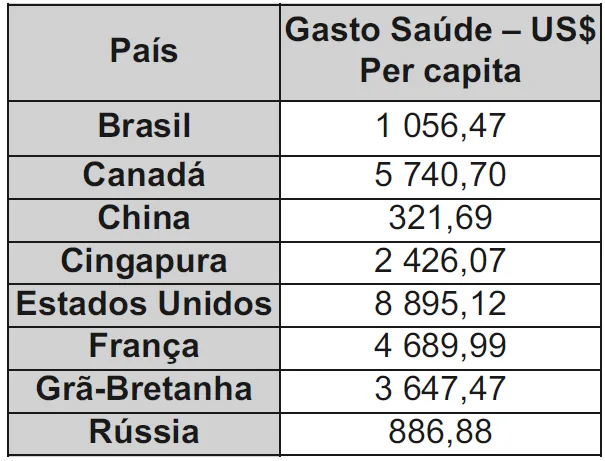 País
Gasto Saúde – US$
Per capita
Brasil 1 056,47
Canadá 5 740,70
China 321,69
Cingapura 2 426,07
Estados Unidos 8 895,12
França 4 689,99
Grã-Bretanha 3 647,47
Rússia 886,88